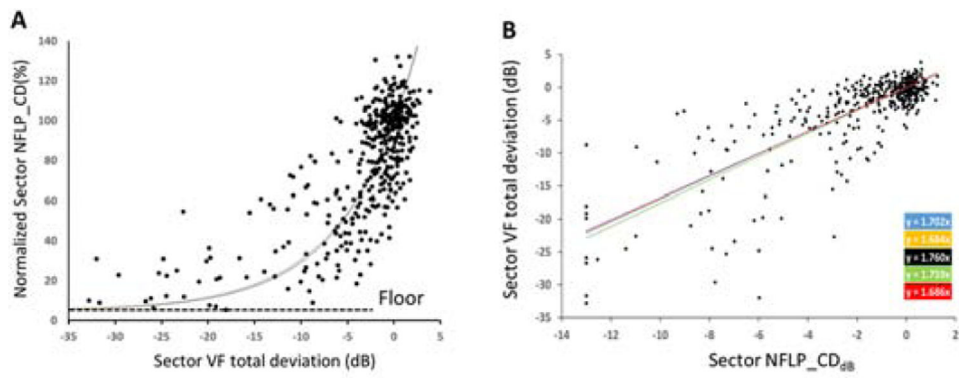 A
Normalized Sector NFLP_CD(%)
140
120
100
80
60
40
20
0
Floor
-35 -30 -25 -20 -15 -10 -5 0 5
Sector VF total deviation (dB)
B
Sector VF total deviation (dB)
5
0
-5
-10
-15
-20
-25
-30
-35
y = 1.702x
y = 1.684x
y = 1.760x
y = 1.733x
y = 1.686x
-14 -12 -10 -8 -6 -4 -2 0 2
Sector NFLP_CDdB